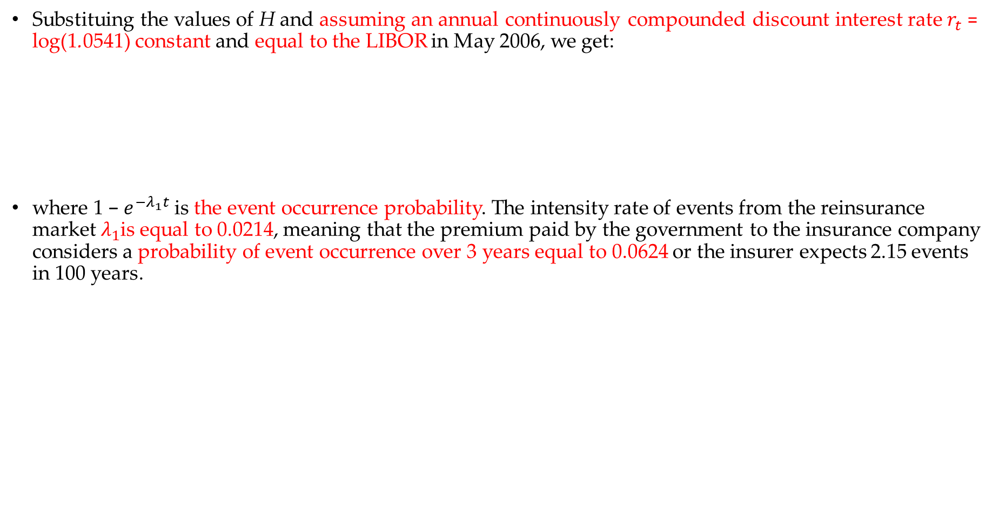 • Substituing the values of H and assuming an annual continuously compounded discount interest rate rₜ =
log(1.0541) constant and equal to the LIBOR in May 2006, we get:
• where 1 – e^{−λ₁t} is the event occurrence probability. The intensity rate of events from the reinsurance
market λ₁is equal to 0.0214, meaning that the premium paid by the government to the insurance company
considers a probability of event occurrence over 3 years equal to 0.0624 or the insurer expects 2.15 events
in 100 years.